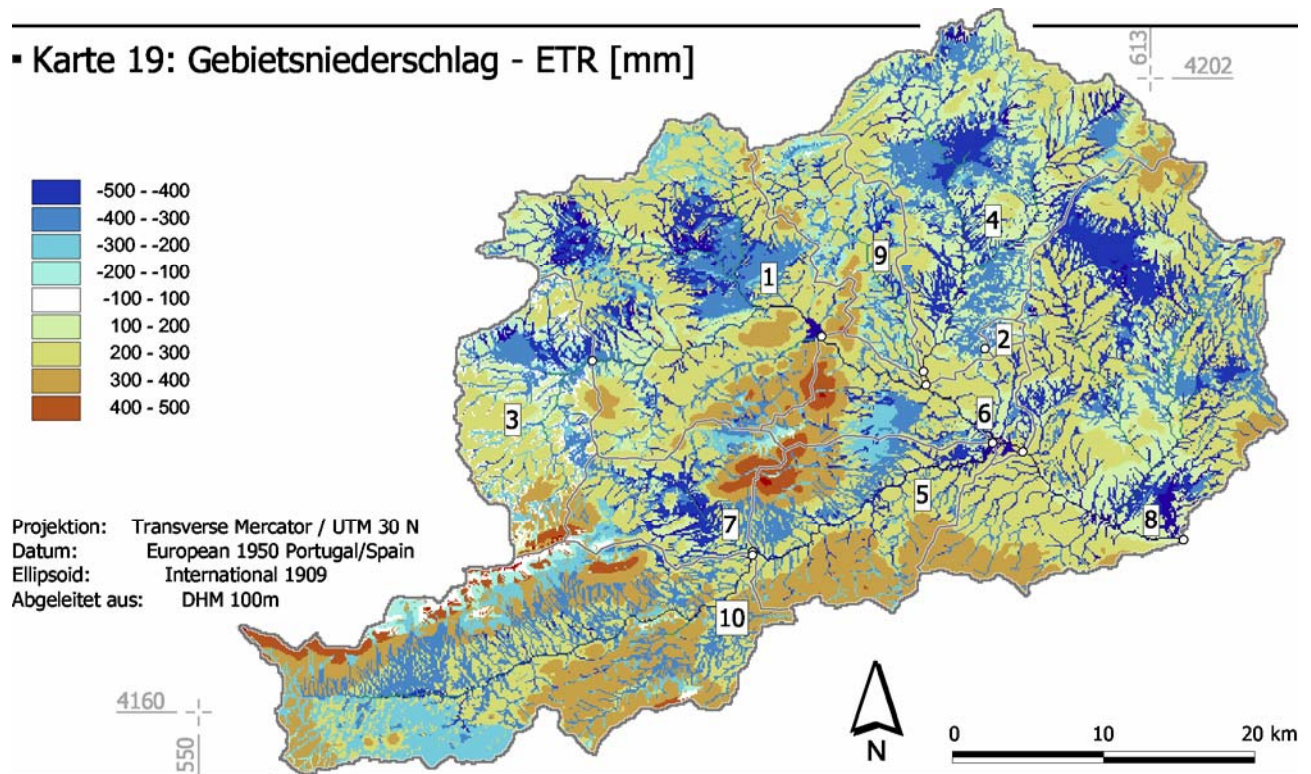 ▪ Karte 19: Gebietsniederschlag - ETR [mm]
613
4202
-500 - -400
-400 - -300
-300 - -200
-200 - -100
-100 - 100
100 - 200
200 - 300
300 - 400
400 - 500
4
9
1
2
3
6
5
7
8
10
Projektion: Transverse Mercator / UTM 30 N
Datum: European 1950 Portugal/Spain
Ellipsoid: International 1909
Abgeleitet aus: DHM 100m
4160
550
N
0 10 20 km